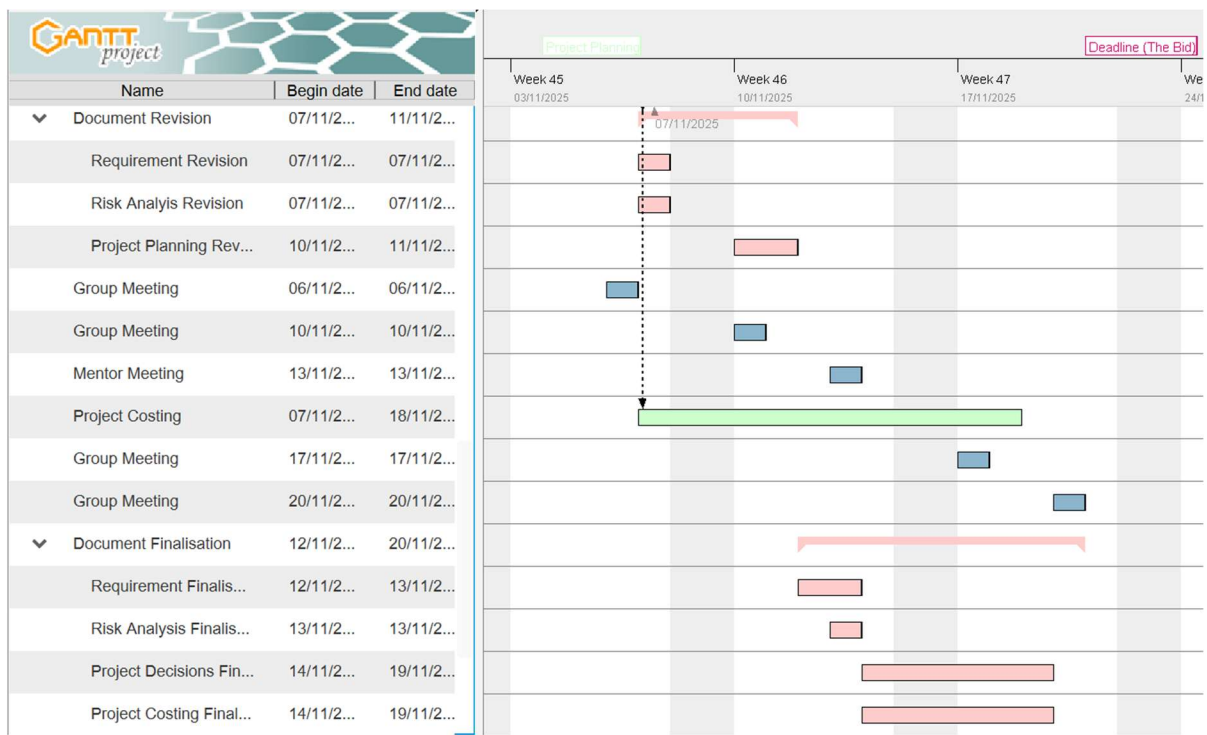 GANTT
project
Project Planning
Deadline (The Bid)
Name Begin date End date
Week 45 Week 46 Week 47 We
03/11/2025 10/11/2025 17/11/2025 24/1
Document Revision 07/11/2... 11/11/2...
07/11/2025
Requirement Revision 07/11/2... 07/11/2...
Risk Analyis Revision 07/11/2... 07/11/2...
Project Planning Rev... 10/11/2... 11/11/2...
Group Meeting 06/11/2... 06/11/2...
Group Meeting 10/11/2... 10/11/2...
Mentor Meeting 13/11/2... 13/11/2...
Project Costing 07/11/2... 18/11/2...
Group Meeting 17/11/2... 17/11/2...
Group Meeting 20/11/2... 20/11/2...
Document Finalisation 12/11/2... 20/11/2...
Requirement Finalis... 12/11/2... 13/11/2...
Risk Analysis Finalis... 13/11/2... 13/11/2...
Project Decisions Fin... 14/11/2... 19/11/2...
Project Costing Final... 14/11/2... 19/11/2...